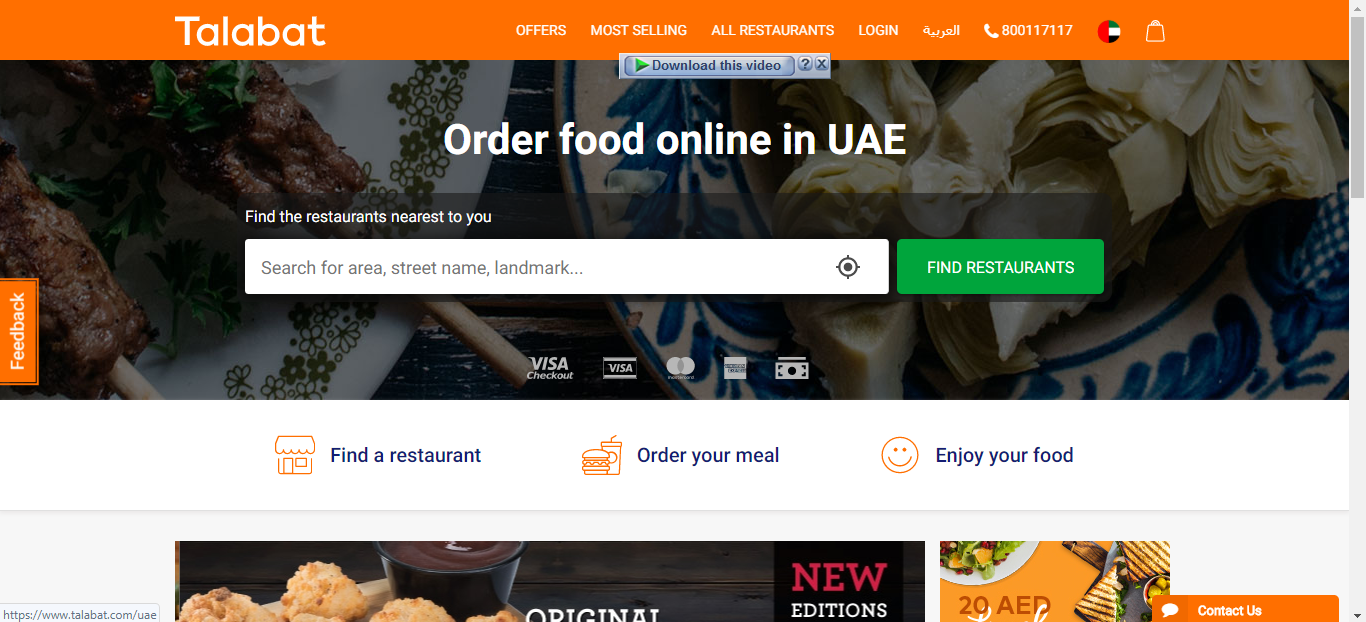 Talabat
OFFERS MOST SELLING ALL RESTAURANTS LOGIN العربية 800117117
Download this video ? X
Order food online in UAE
Find the restaurants nearest to you
Search for area, street name, landmark...
FIND RESTAURANTS
Feedback
VISA
Checkout
VISA
mastercard
Find a restaurant
Order your meal
Enjoy your food
NEW
EDITIONS
ORIGINAL
20 AED
https://www.talabat.com/uae
Contact Us